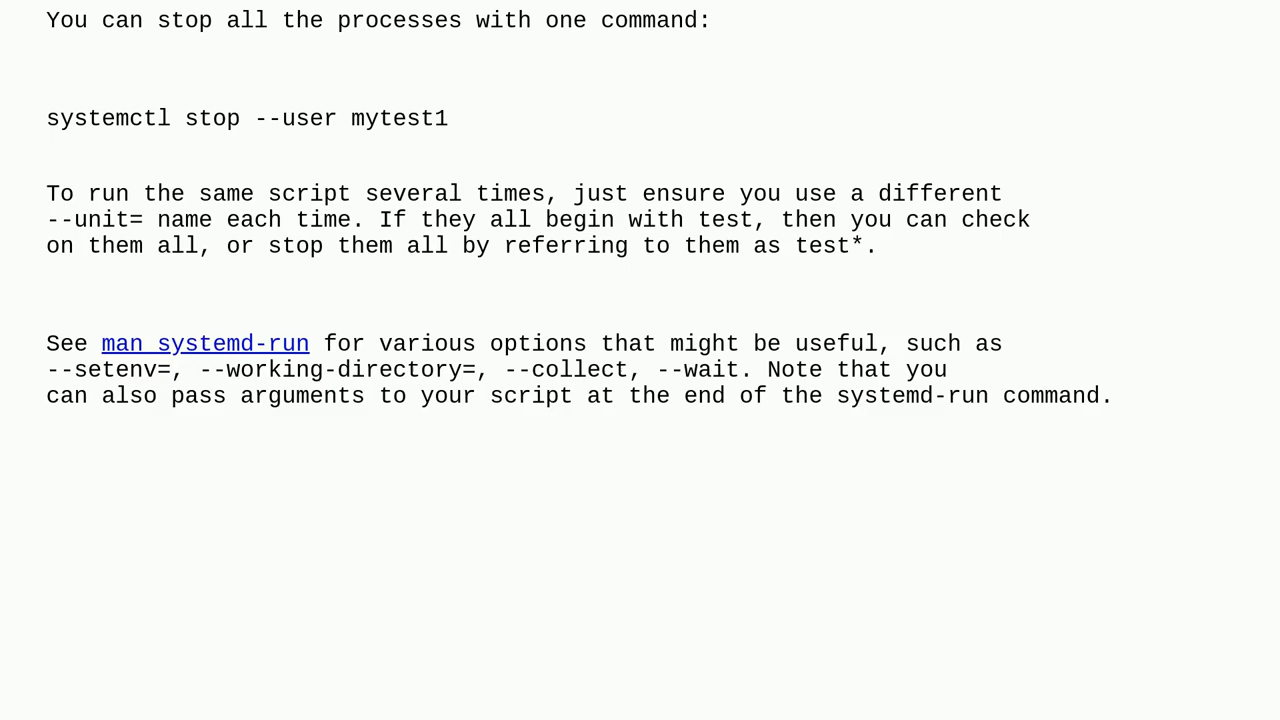 You can stop all the processes with one command:
systemctl stop --user mytest1
To run the same script several times, just ensure you use a different
--unit= name each time. If they all begin with test, then you can check
on them all, or stop them all by referring to them as test*.
See man systemd-run for various options that might be useful, such as
--setenv=, --working-directory=, --collect, --wait. Note that you
can also pass arguments to your script at the end of the systemd-run command.